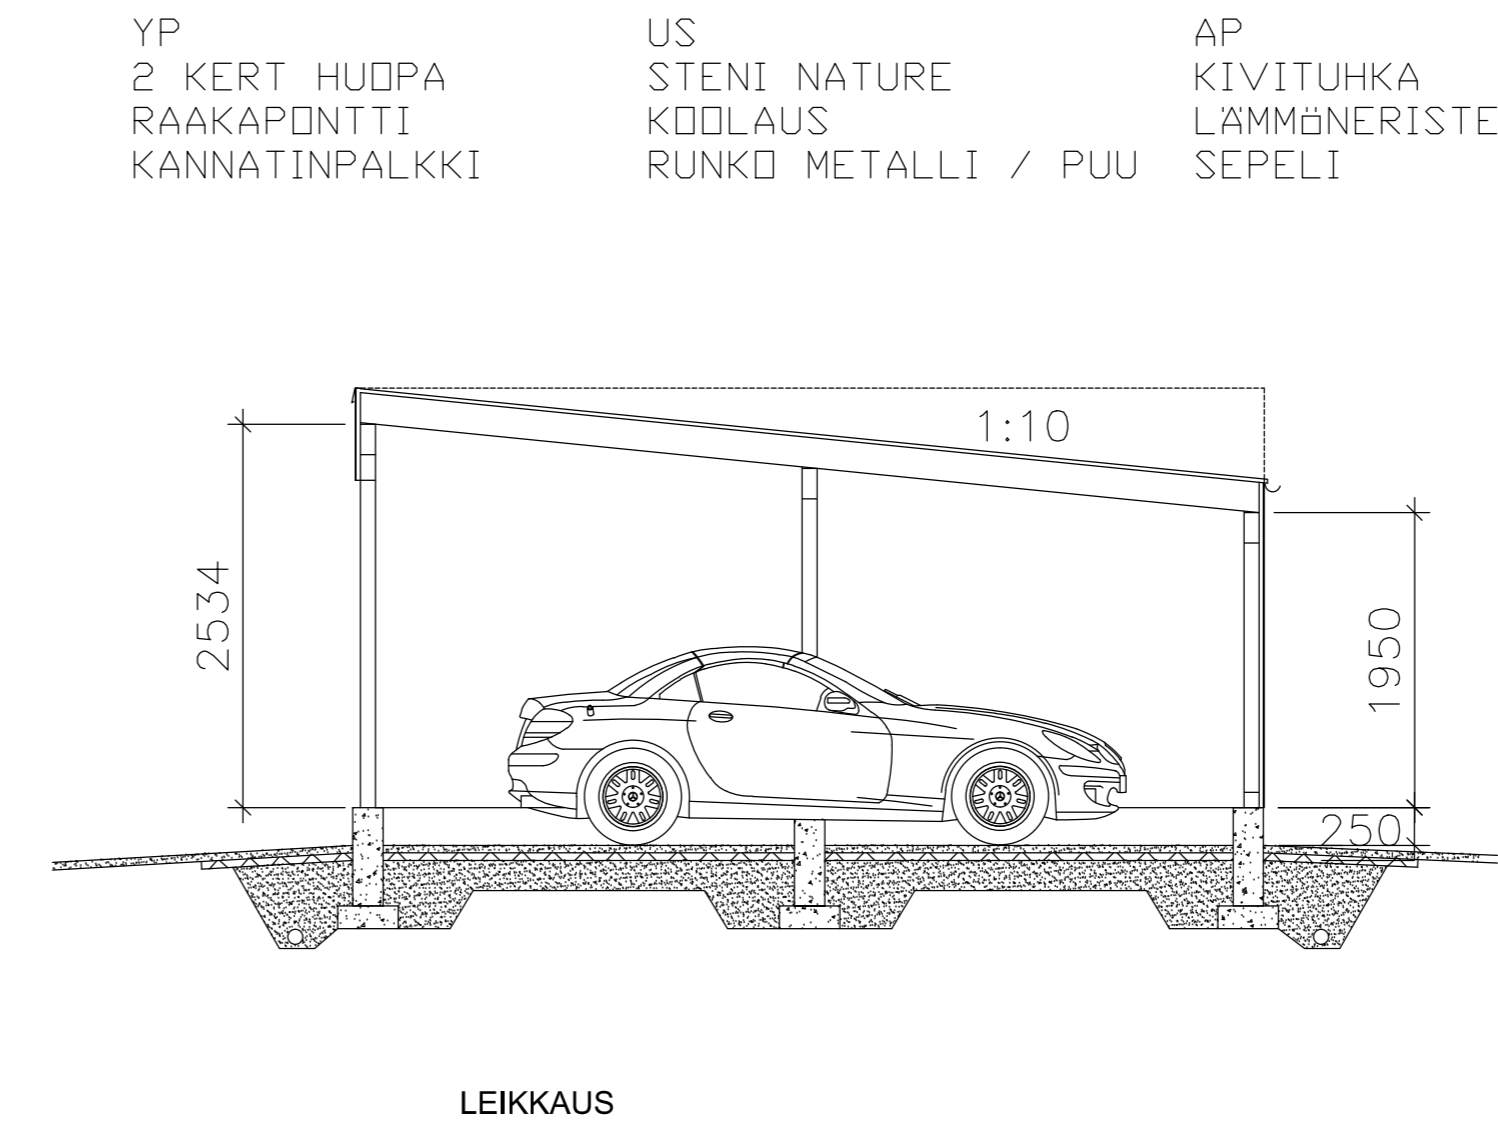 YP
2 KERT HUOPA
RAAKAPONTTI
KANNATINPALKKI
US
STENI NATURE
KOOLAUS
RUNKO METALLI / PUU
AP
KIVITUHKA
LÄMMöNERISTE
SEPELI
1:10
2534
1950
250
LEIKKAUS